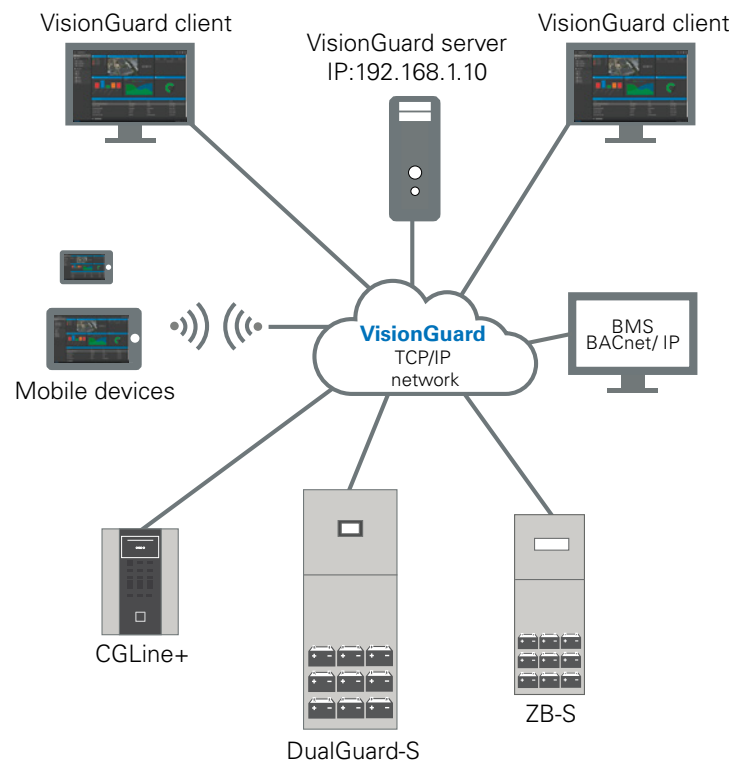 VisionGuard client
VisionGuard server
IP:192.168.1.10
VisionGuard client
Mobile devices
VisionGuard
TCP/IP
network
BMS
BACnet/ IP
CGLine+
DualGuard-S
ZB-S